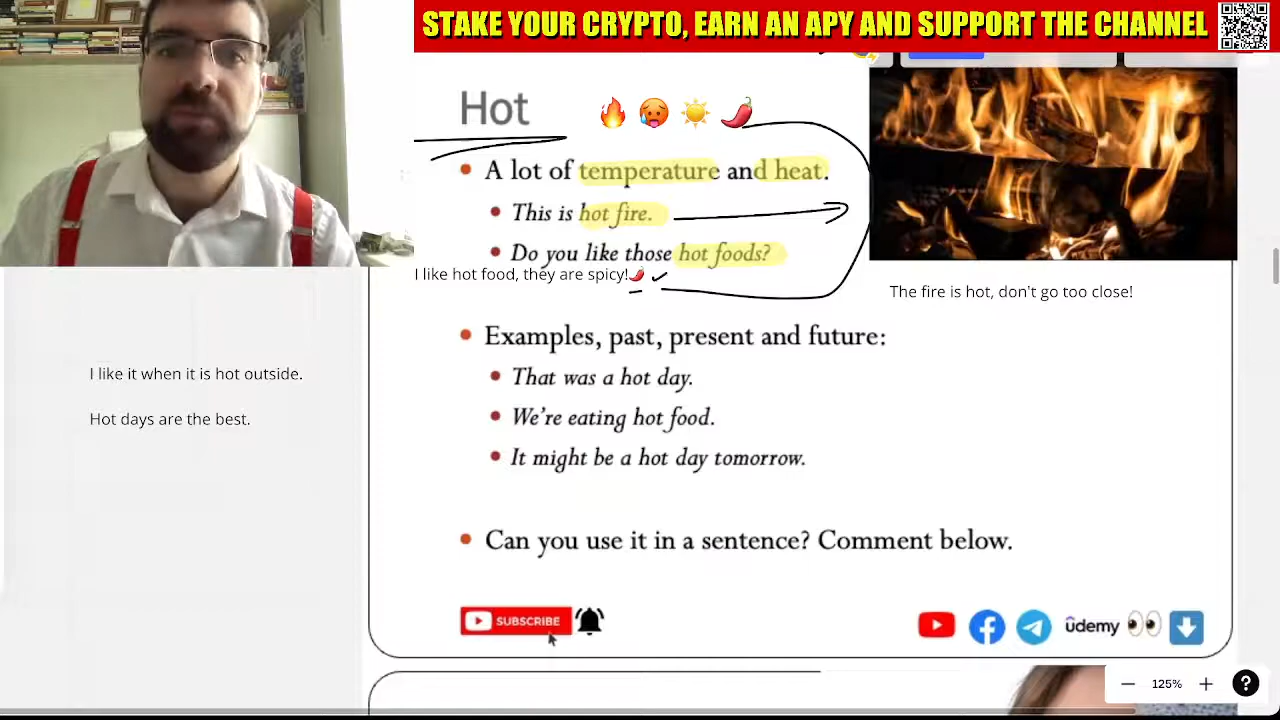 STAKE YOUR CRYPTO, EARN AN APY AND SUPPORT THE CHANNEL
Hot
A lot of temperature and heat.
This is hot fire.
Do you like those hot foods?
I like hot food, they are spicy!🌶️
The fire is hot, don't go too close!
Examples, past, present and future:
I like it when it is hot outside.
That was a hot day.
Hot days are the best.
We're eating hot food.
It might be a hot day tomorrow.
Can you use it in a sentence? Comment below.
SUBSCRIBE
ûdemy
125%